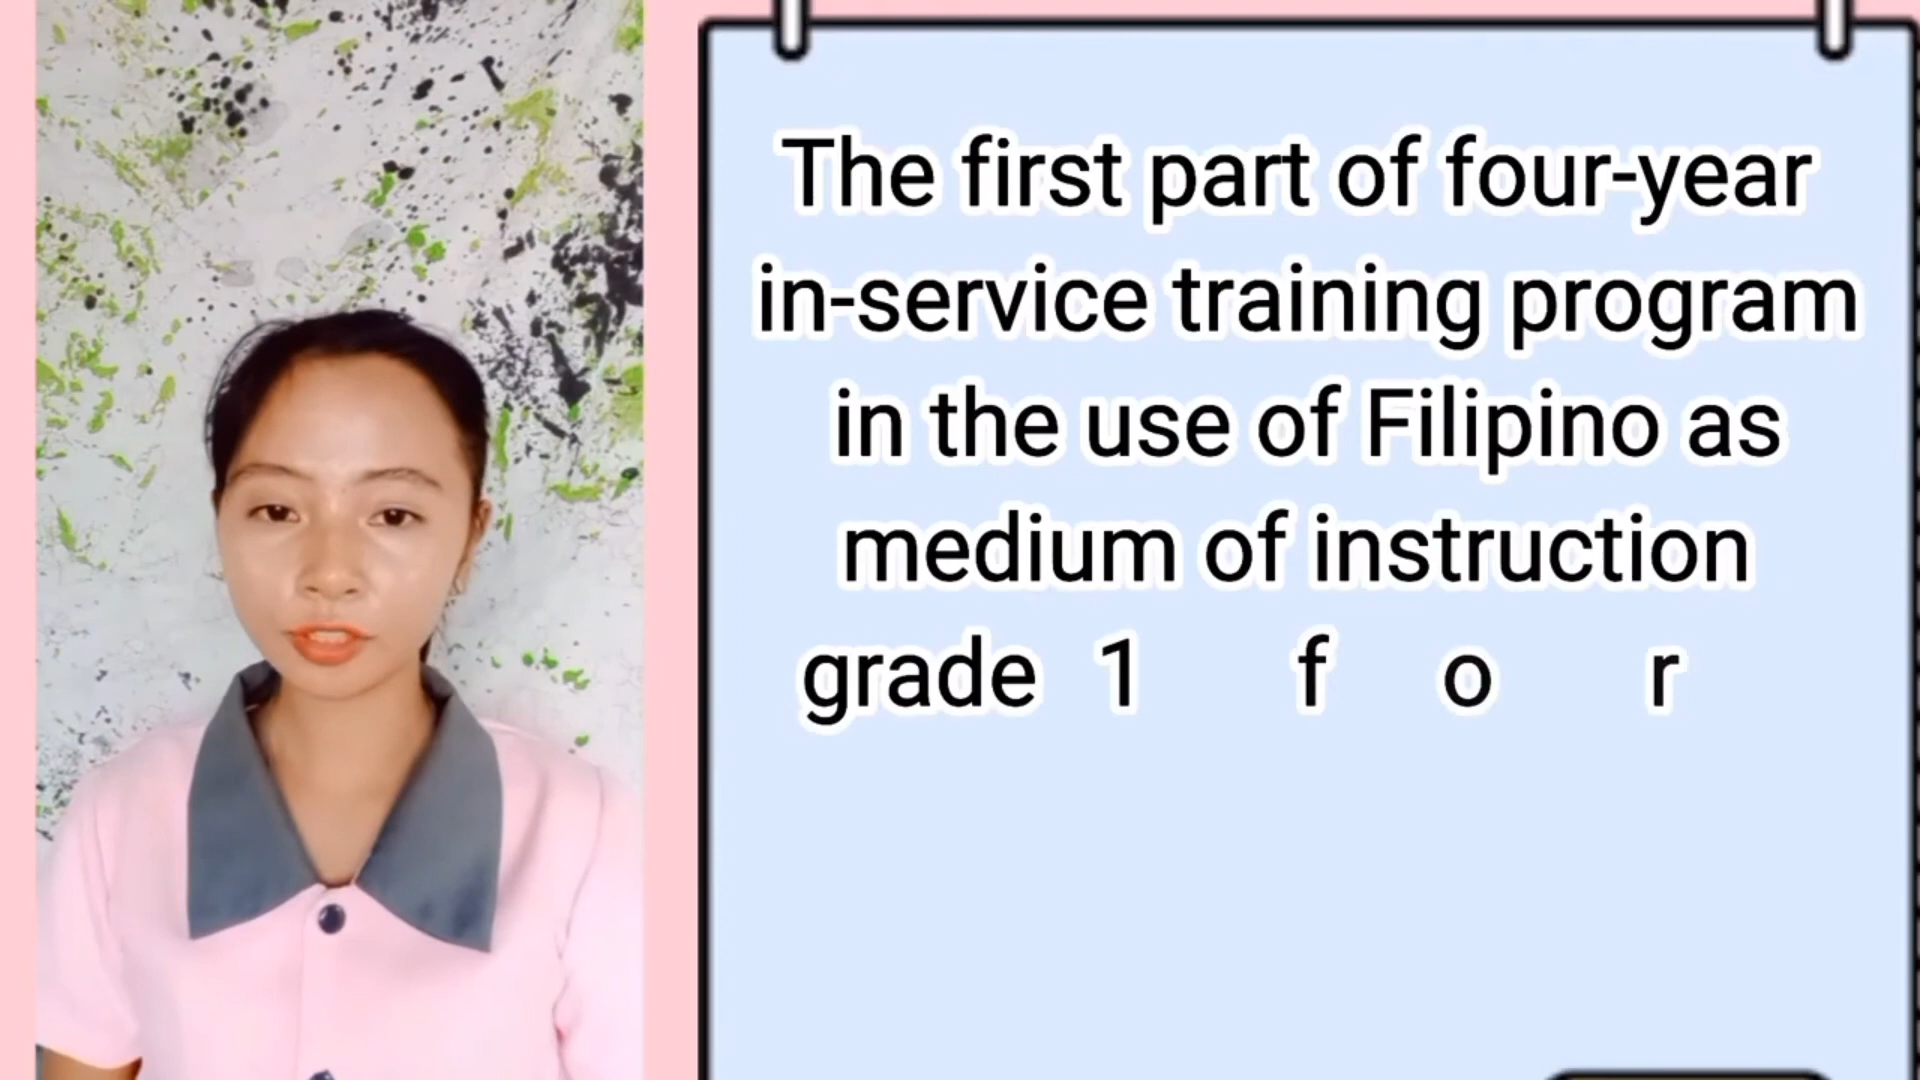 The first part of four-year
in-service training program
in the use of Filipino as
medium of instruction
grade 1 f o r